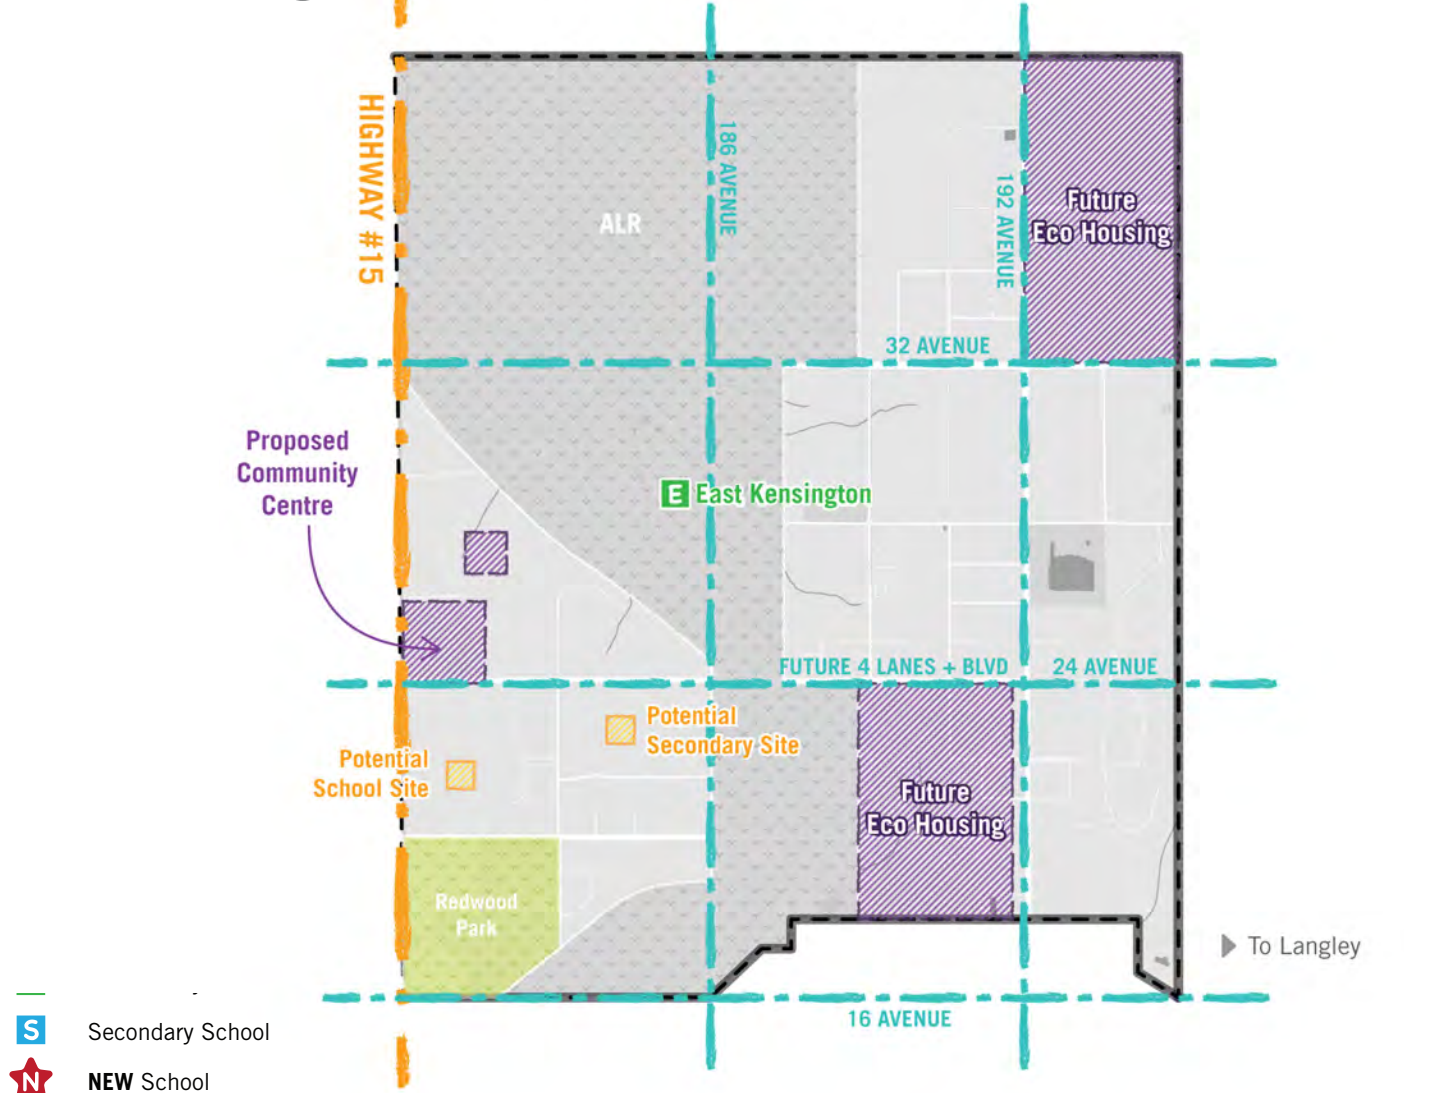 HIGHWAY #15
186 AVENUE
192 AVENUE
Future
Eco Housing
ALR
32 AVENUE
Proposed
Community
Centre
E East Kensington
FUTURE 4 LANES + BLVD
24 AVENUE
Potential
Secondary Site
Potential
School Site
Future
Eco Housing
Redwood
Park
To Langley
16 AVENUE
S Secondary School
N NEW School